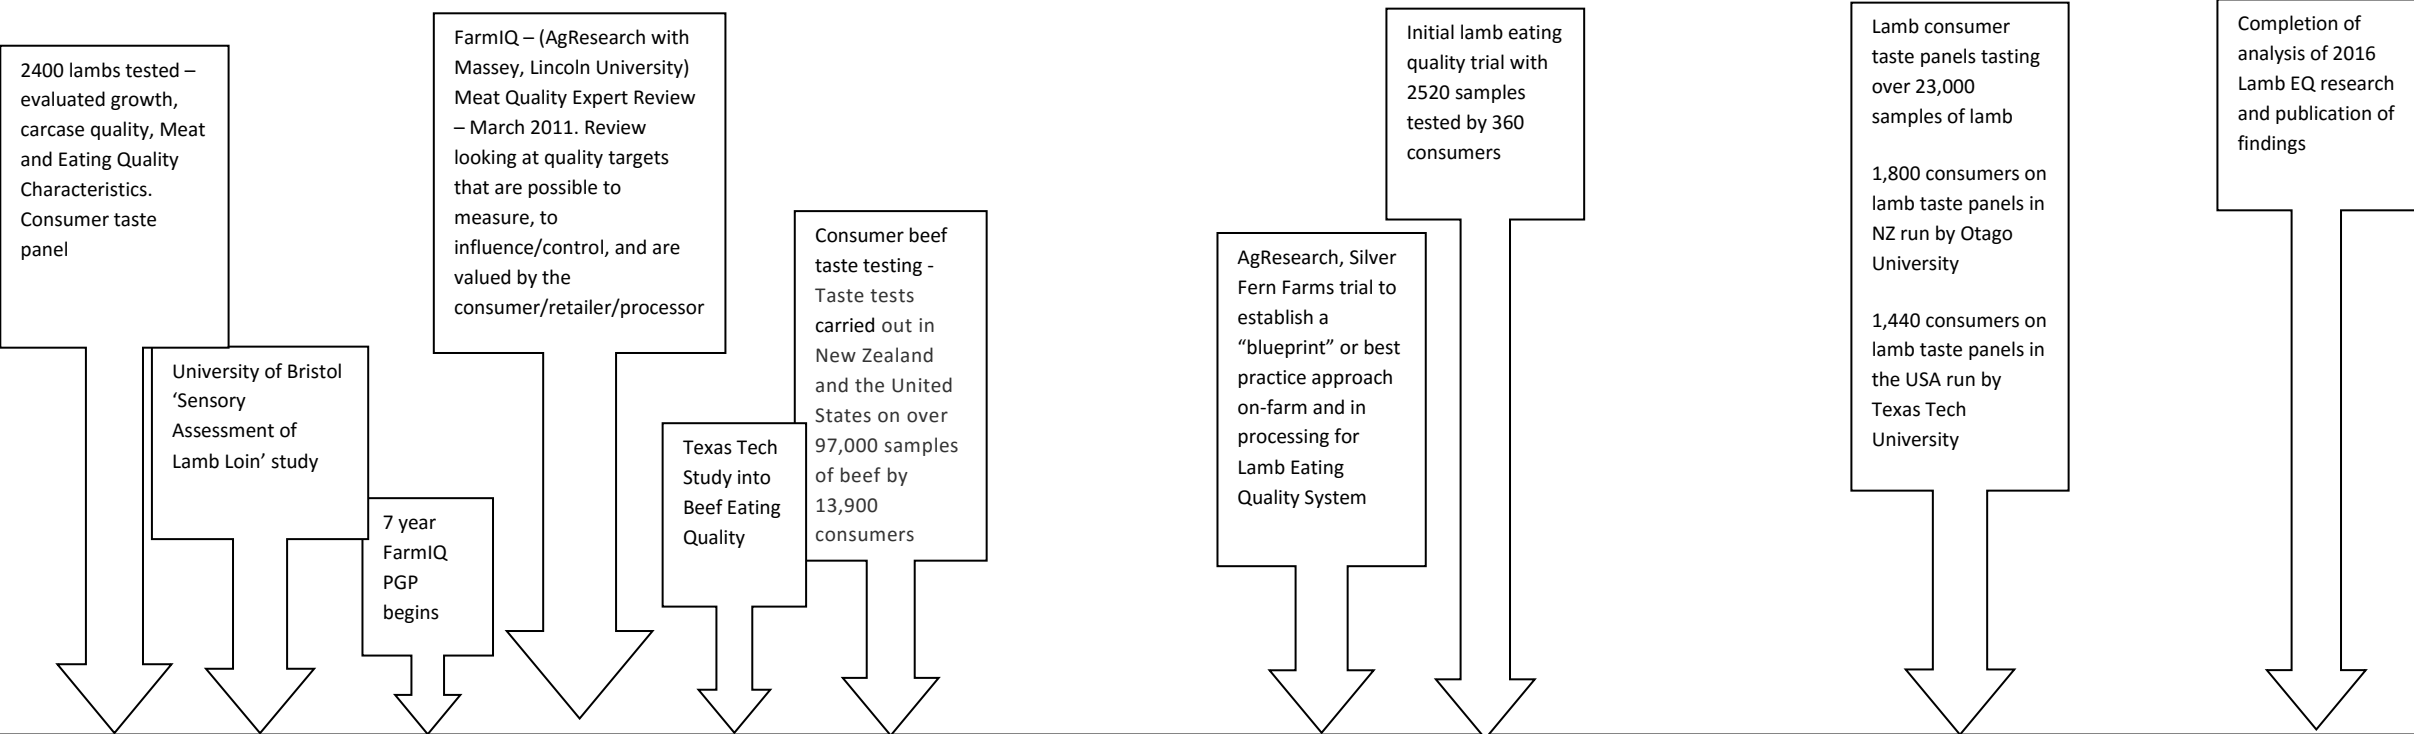 2400 lambs tested –
evaluated growth,
carcase quality, Meat
and Eating Quality
Characteristics.
Consumer taste
panel
University of Bristol
‘Sensory
Assessment of
Lamb Loin’ study
7 year
FarmIQ
PGP
begins
FarmIQ – (AgResearch with
Massey, Lincoln University)
Meat Quality Expert Review
– March 2011. Review
looking at quality targets
that are possible to
measure, to
influence/control, and are
valued by the
consumer/retailer/processor
Texas Tech
Study into
Beef Eating
Quality
Consumer beef
taste testing -
Taste tests
carried out in
New Zealand
and the United
States on over
97,000 samples
of beef by
13,900
consumers
AgResearch, Silver
Fern Farms trial to
establish a
“blueprint” or best
practice approach
on-farm and in
processing for
Lamb Eating
Quality System
Initial lamb eating
quality trial with
2520 samples
tested by 360
consumers
Lamb consumer
taste panels tasting
over 23,000
samples of lamb
1,800 consumers on
lamb taste panels in
NZ run by Otago
University
1,440 consumers on
lamb taste panels in
the USA run by
Texas Tech
University
Completion of
analysis of 2016
Lamb EQ research
and publication of
findings